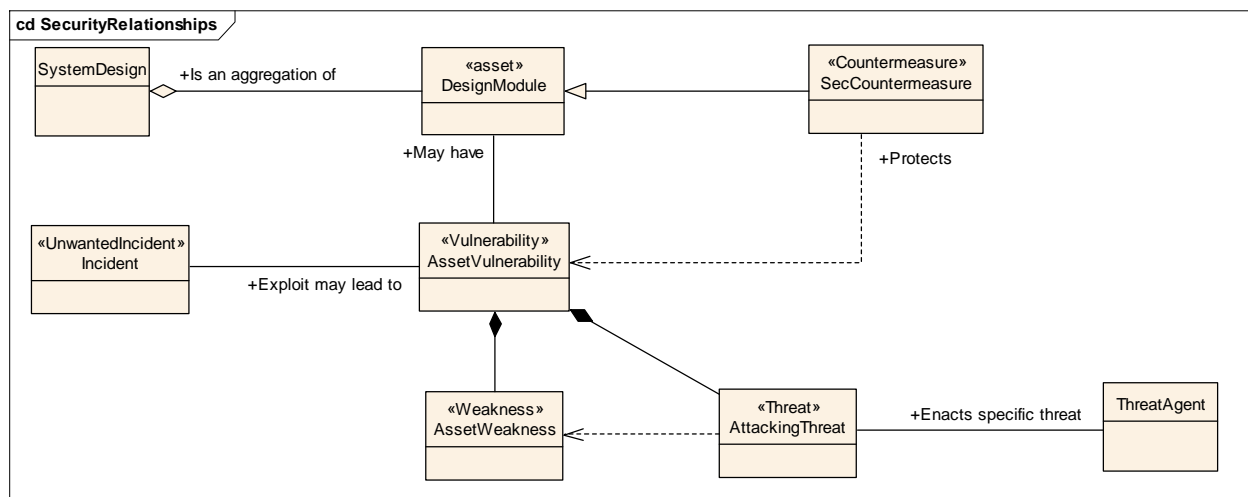 cd SecurityRelationships
SystemDesign
+Is an aggregation of
«asset»
DesignModule
«Countermeasure»
SecCountermeasure
+May have
+Protects
«UnwantedIncident»
Incident
+Exploit may lead to
«Vulnerability»
AssetVulnerability
«Weakness»
AssetWeakness
«Threat»
AttackingThreat
+Enacts specific threat
ThreatAgent